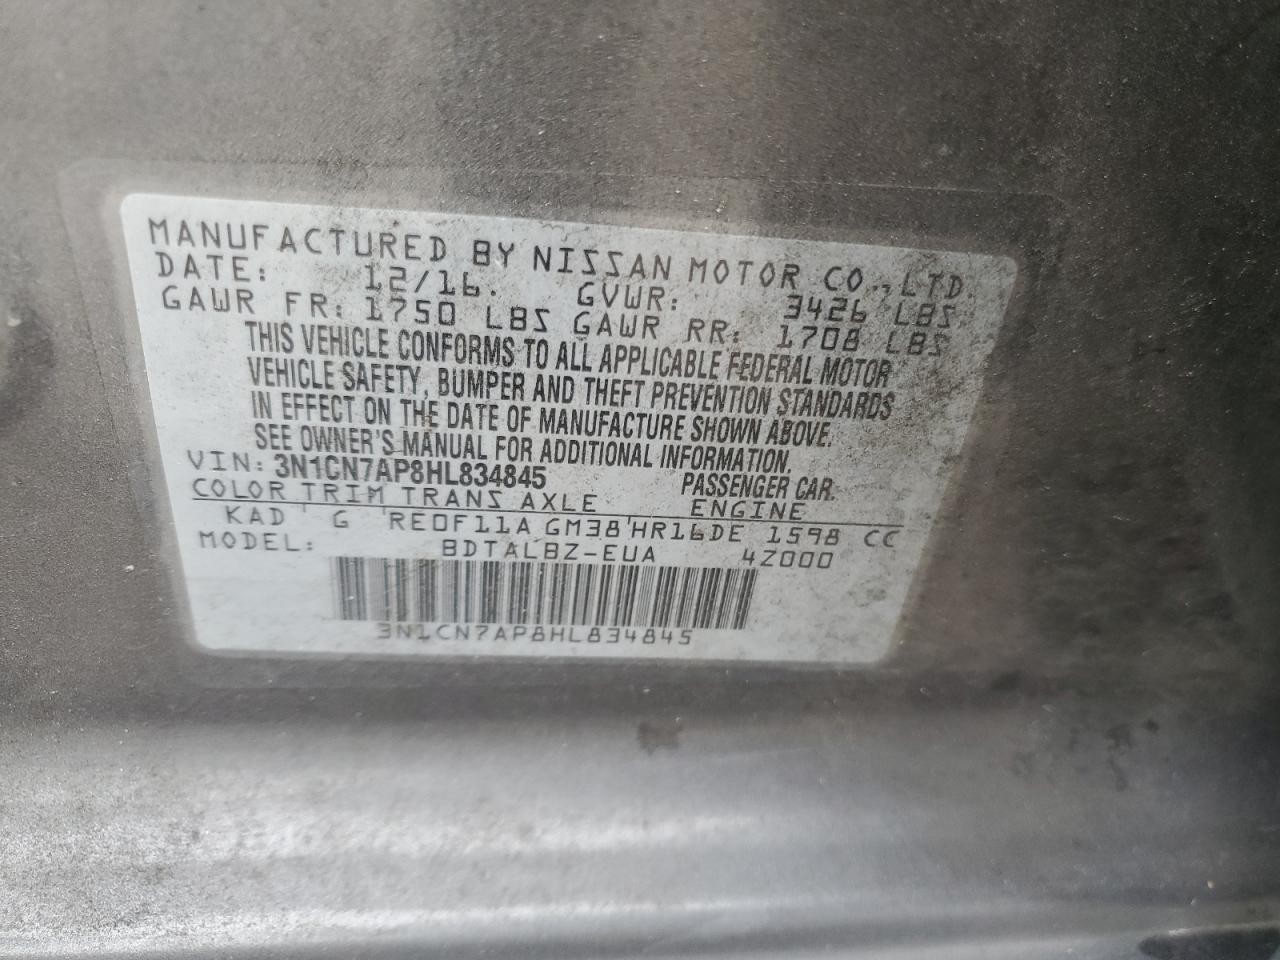 MANUFACTURED BY NISSAN MOTOR CO., LTD.
DATE: 12/16. GVWR: 3426 LBS
GAWR FR: 1750 LBS GAWR RR: 1708 LBS
THIS VEHICLE CONFORMS TO ALL APPLICABLE FEDERAL MOTOR
VEHICLE SAFETY, BUMPER AND THEFT PREVENTION STANDARDS
IN EFFECT ON THE DATE OF MANUFACTURE SHOWN ABOVE.
SEE OWNER'S MANUAL FOR ADDITIONAL INFORMATION.
VIN: 3N1CN7AP8HL834845 PASSENGER CAR.
COLOR TRIM TRANS AXLE ENGINE
KAD G RE0F11A GM38 HR16DE 1598 CC
MODEL: BDTALBZ-EUA 4Z000
3N1CN7AP8HL834845